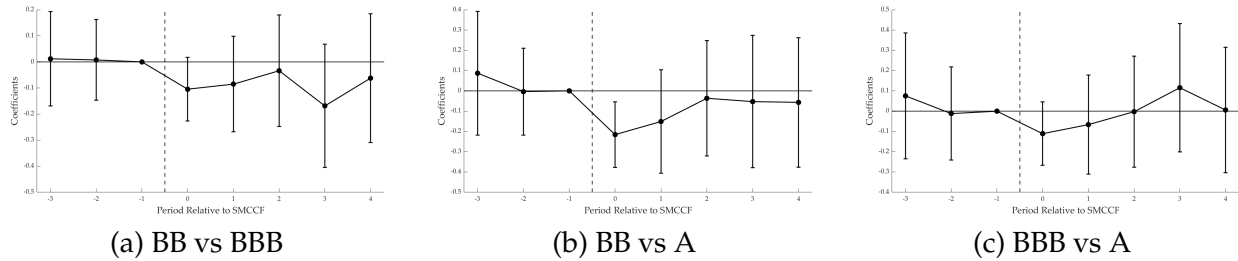 0.2
0.1
0
-0.1
-0.2
-0.3
-0.4
-0.5
Coefficients
-3 -2 -1 0 1 2 3 4
Period Relative to SMCCF
(a) BB vs BBB
0.4
0.3
0.2
0.1
0
-0.1
-0.2
-0.3
-0.4
-0.5
Coefficients
-3 -2 -1 0 1 2 3 4
Period Relative to SMCCF
(b) BB vs A
0.5
0.4
0.3
0.2
0.1
0
-0.1
-0.2
-0.3
-0.4
Coefficients
-3 -2 -1 0 1 2 3 4
Period Relative to SMCCF
(c) BBB vs A